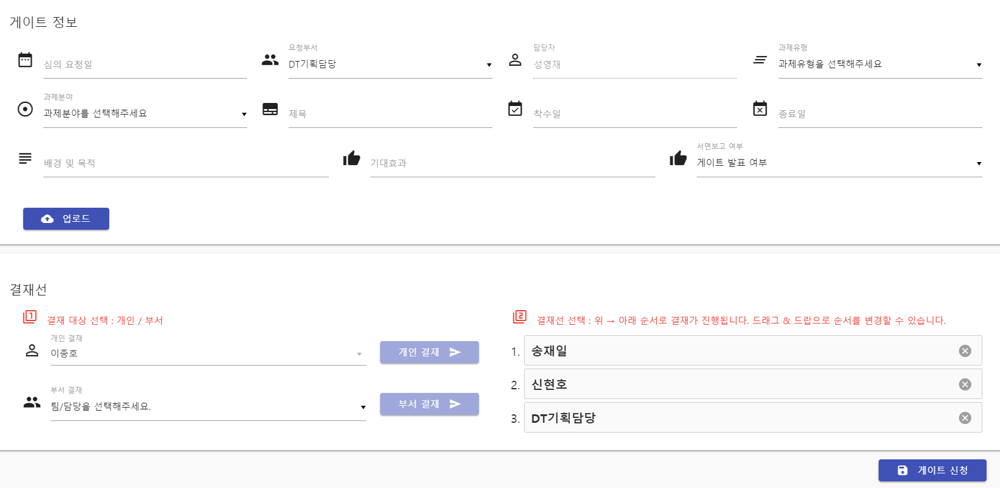 게이트 정보
심의 요청일
요청부서
DT기획담당
담당자
성영재
과제유형
과제유형을 선택해주세요
과제분야
과제분야를 선택해주세요
제목
착수일
종료일
배경 및 목적
기대효과
서면보고 여부
게이트 발표 여부
업로드
결재선
1 결재 대상 선택 : 개인 / 부서
개인 결재
이종호
개인 결재
부서 결재
팀/담당을 선택해주세요.
부서 결재
2 결재선 선택 : 위 → 아래 순서로 결재가 진행됩니다. 드래그 & 드랍으로 순서를 변경할 수 있습니다.
1. 송재일
2. 신현호
3. DT기획담당
게이트 신청